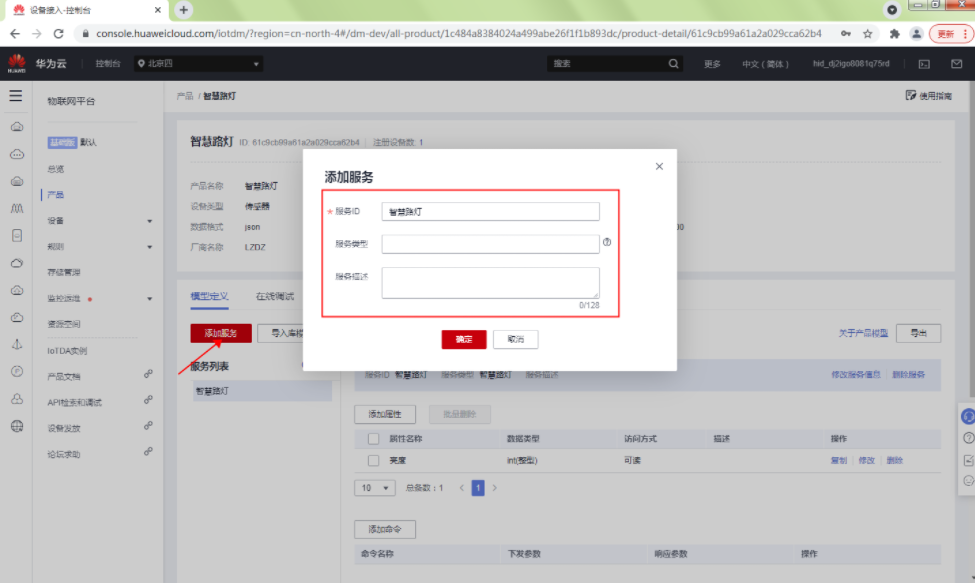 设备接入-控制台
console.huaweicloud.com/iotdm/?region=cn-north-4#/dm-dev/all-product/1c484a8384024a499abe26f1f1b893dc/product-detail/61c9cb99a61a2a029cca62b4
更新
HUAWEI 华为云 控制台 北京四 搜索 更多 中文（简体） hid_dj2igo8081q75rd
物联网平台
产品 / 智慧路灯
使用指南
基础版 默认
总览
产品
设备
规则
存储管理
监控运维
资源空间
IoTDA实例
产品文档
API检索和调试
设备发放
论坛求助
智慧路灯 ID: 61c9cb99a61a2a029cca62b4 注册设备数 1
产品名称 智慧路灯
设备类型 传感器
数据格式 json
厂商名称 LZDZ
模型定义 在线调试
添加服务 导入库模
关于产品模型 导出
服务列表
智慧路灯
添加服务
* 服务ID 智慧路灯
服务类型
服务描述
0/128
确定 取消
服务ID 智慧路灯 服务类型 智慧路灯 服务描述
修改服务信息 删除服务
添加属性 批量删除
属性名称 数据类型 访问方式 描述 操作
亮度 int(整型) 可读 复制 修改 删除
10 总条数：1 < 1 >
添加命令
命令名称 下发参数 响应参数 操作